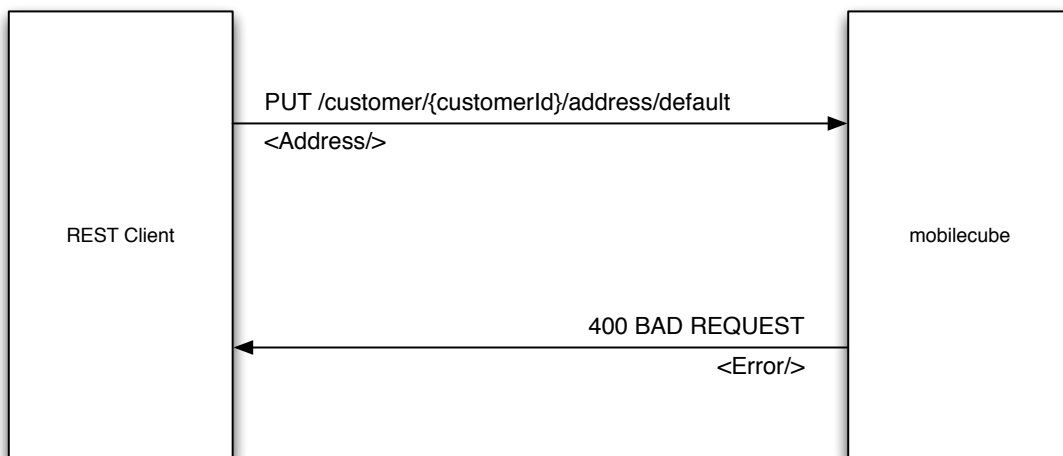 PUT /customer/{customerId}/address/default
<Address/>
REST Client
mobilecube
400 BAD REQUEST
<Error/>